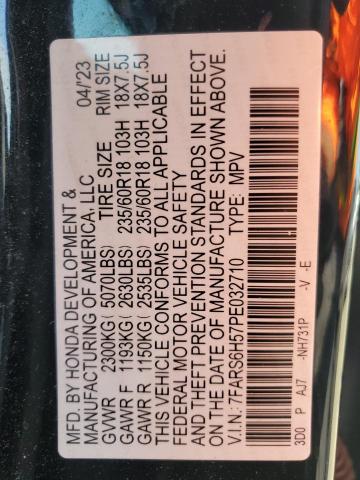 MFD. BY HONDA DEVELOPMENT & 04/23
MANUFACTURING OF AMERICA, LLC
TIRE SIZE RIM SIZE
GVWR 2300KG (5070LBS)
GAWR F 1193KG (2630LBS) 235/60R18 103H 18X7.5J
GAWR R 1150KG (2535LBS) 235/60R18 103H 18X7.5J
THIS VEHICLE CONFORMS TO ALL APPLICABLE
FEDERAL MOTOR VEHICLE SAFETY
AND THEFT PREVENTION STANDARDS IN EFFECT
ON THE DATE OF MANUFACTURE SHOWN ABOVE.
V.I.N.: 7FARS6H57PE032710 TYPE: MPV
3D0 P AJ7 -NH731P -V -E